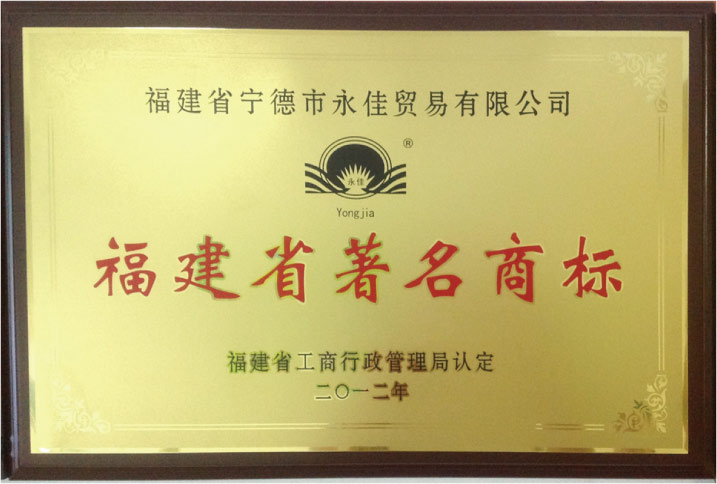 福建省宁德市永佳贸易有限公司
®
永佳
Yongjia
福建省著名商标
福建省工商行政管理局认定
二〇一二年